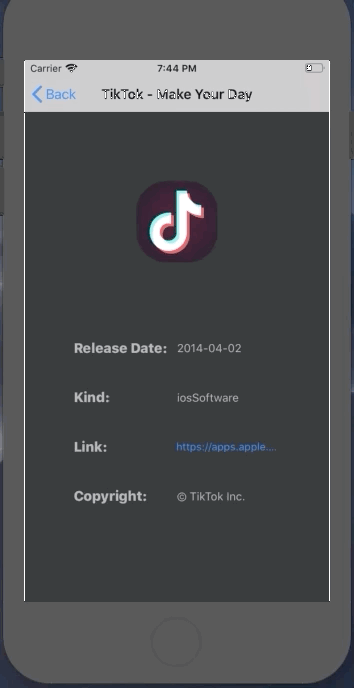 Carrier 7:44 PM
Back TikTok - Make Your Day
Release Date: 2014-04-02
Kind: iosSoftware
Link: https://apps.apple....
Copyright: © TikTok Inc.